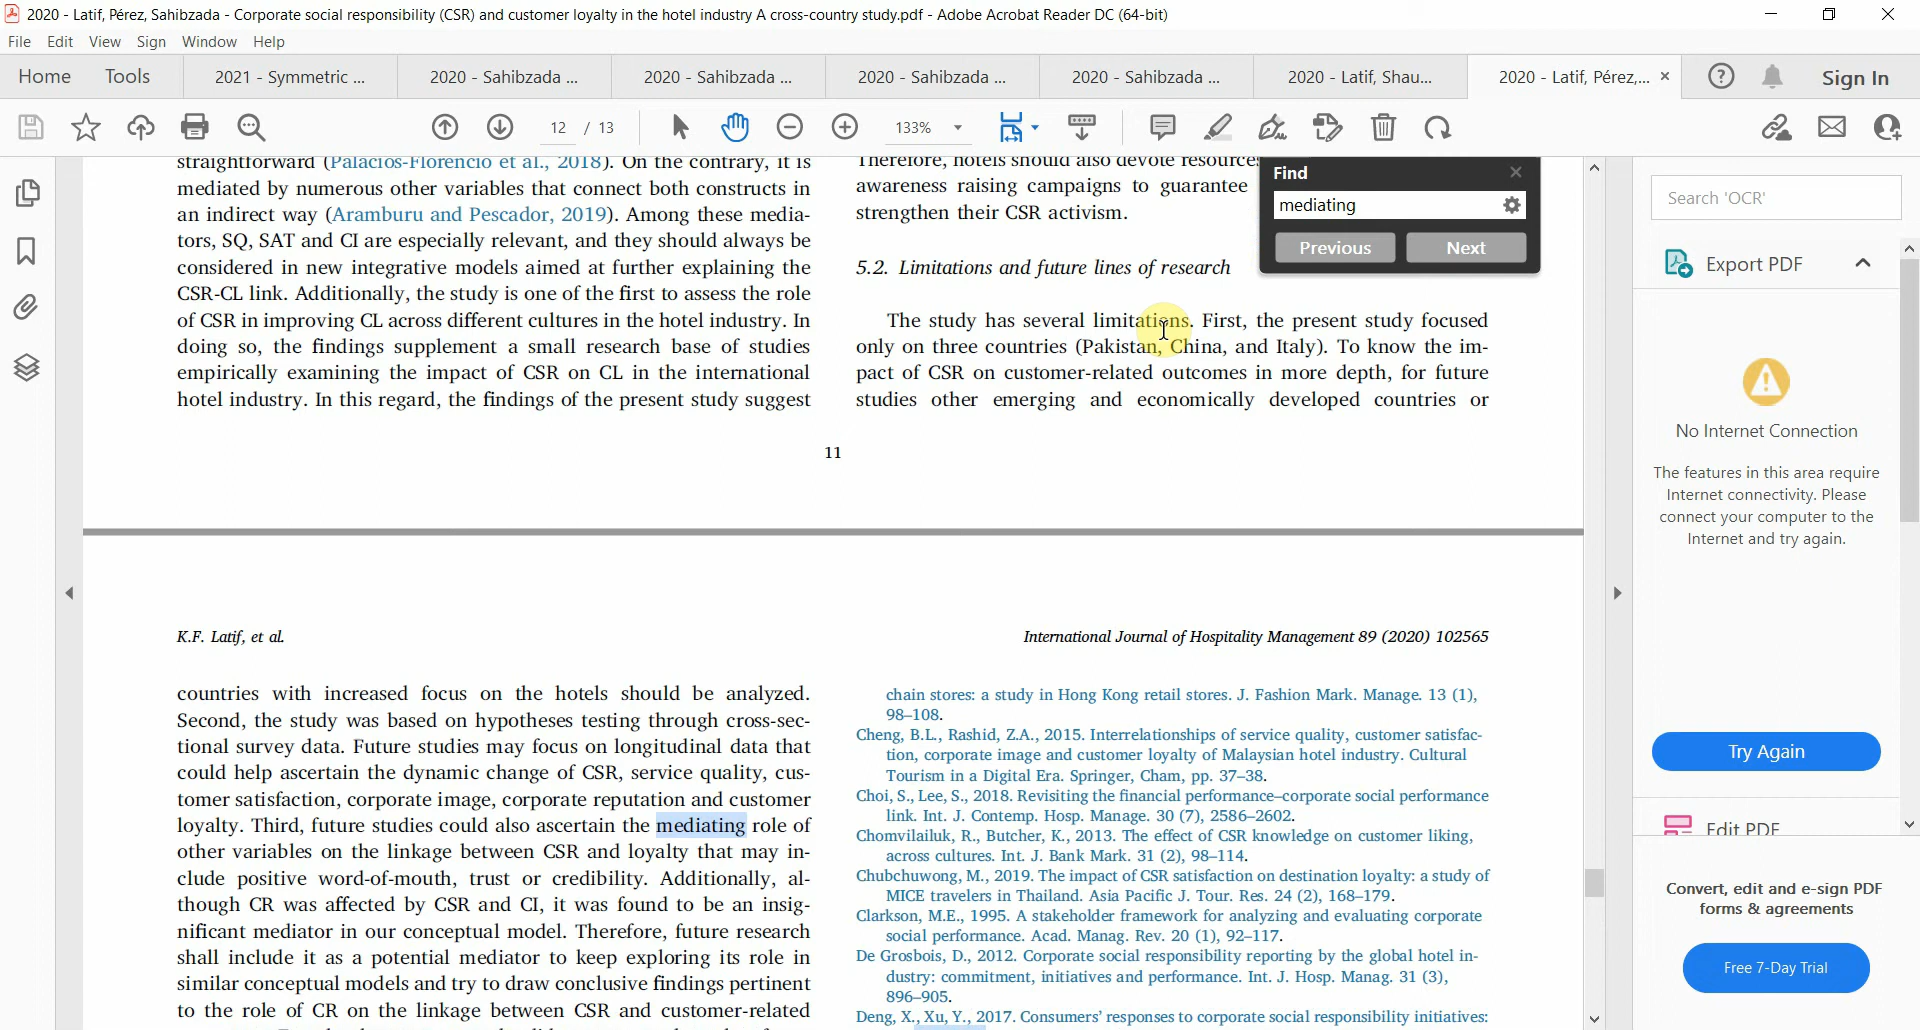 2020 - Latif, Pérez, Sahibzada - Corporate social responsibility (CSR) and customer loyalty in the hotel industry A cross-country study.pdf - Adobe Acrobat Reader DC (64-bit)
File Edit View Sign Window Help
Home Tools 2021 - Symmetric ... 2020 - Sahibzada ... 2020 - Sahibzada ... 2020 - Sahibzada ... 2020 - Sahibzada ... 2020 - Latif, Shau... 2020 - Latif, Pérez,... Sign In
12 / 13 133%
straightforward (Palacios-Florencio et al., 2018). On the contrary, it is
mediated by numerous other variables that connect both constructs in
an indirect way (Aramburu and Pescador, 2019). Among these media-
tors, SQ, SAT and CI are especially relevant, and they should always be
considered in new integrative models aimed at further explaining the
CSR-CL link. Additionally, the study is one of the first to assess the role
of CSR in improving CL across different cultures in the hotel industry. In
doing so, the findings supplement a small research base of studies
empirically examining the impact of CSR on CL in the international
hotel industry. In this regard, the findings of the present study suggest
Therefore, hotels should also devote resources
awareness raising campaigns to guarantee
strengthen their CSR activism.
5.2. Limitations and future lines of research
The study has several limitations. First, the present study focused
only on three countries (Pakistan, China, and Italy). To know the im-
pact of CSR on customer-related outcomes in more depth, for future
studies other emerging and economically developed countries or
11
K.F. Latif, et al.
International Journal of Hospitality Management 89 (2020) 102565
countries with increased focus on the hotels should be analyzed.
Second, the study was based on hypotheses testing through cross-sec-
tional survey data. Future studies may focus on longitudinal data that
could help ascertain the dynamic change of CSR, service quality, cus-
tomer satisfaction, corporate image, corporate reputation and customer
loyalty. Third, future studies could also ascertain the mediating role of
other variables on the linkage between CSR and loyalty that may in-
clude positive word-of-mouth, trust or credibility. Additionally, al-
though CR was affected by CSR and CI, it was found to be an insig-
nificant mediator in our conceptual model. Therefore, future research
shall include it as a potential mediator to keep exploring its role in
similar conceptual models and try to draw conclusive findings pertinent
to the role of CR on the linkage between CSR and customer-related
chain stores: a study in Hong Kong retail stores. J. Fashion Mark. Manage. 13 (1),
98–108.
Cheng, B.L., Rashid, Z.A., 2015. Interrelationships of service quality, customer satisfac-
tion, corporate image and customer loyalty of Malaysian hotel industry. Cultural
Tourism in a Digital Era. Springer, Cham, pp. 37–38.
Choi, S., Lee, S., 2018. Revisiting the financial performance–corporate social performance
link. Int. J. Contemp. Hosp. Manage. 30 (7), 2586–2602.
Chomvilailuk, R., Butcher, K., 2013. The effect of CSR knowledge on customer liking,
across cultures. Int. J. Bank Mark. 31 (2), 98–114.
Chubchuwong, M., 2019. The impact of CSR satisfaction on destination loyalty: a study of
MICE travelers in Thailand. Asia Pacific J. Tour. Res. 24 (2), 168–179.
Clarkson, M.E., 1995. A stakeholder framework for analyzing and evaluating corporate
social performance. Acad. Manag. Rev. 20 (1), 92–117.
De Grosbois, D., 2012. Corporate social responsibility reporting by the global hotel in-
dustry: commitment, initiatives and performance. Int. J. Hosp. Manag. 31 (3),
896–905.
Deng, X., Xu, Y., 2017. Consumers' responses to corporate social responsibility initiatives:
Find
mediating
Previous Next
Search 'OCR'
Export PDF
No Internet Connection
The features in this area require
Internet connectivity. Please
connect your computer to the
Internet and try again.
Try Again
Edit PDF
Convert, edit and e-sign PDF
forms & agreements
Free 7-Day Trial